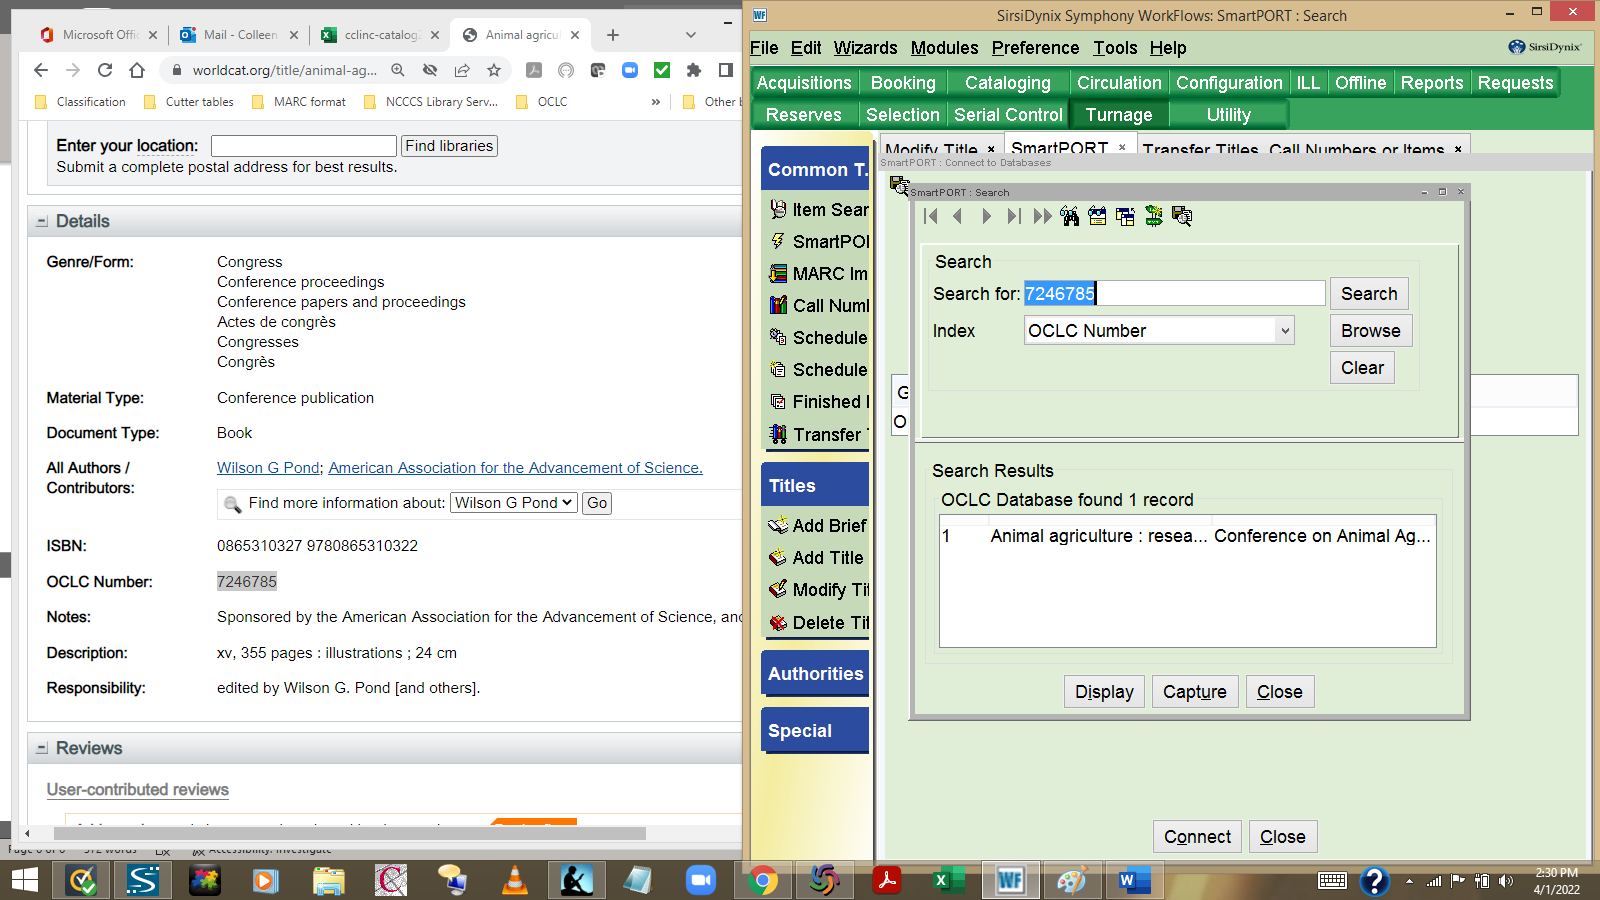 Microsoft Offic
Mail - Colleen
cclinc-catalog
Animal agricul
worldcat.org/title/animal-ag...
Classification
Cutter tables
MARC format
NCCCS Library Serv...
OCLC
»
Other b
Enter your location:
Find libraries
Submit a complete postal address for best results.
Details
Genre/Form:
Congress
Conference proceedings
Conference papers and proceedings
Actes de congrès
Congresses
Congrès
Material Type:
Conference publication
Document Type:
Book
All Authors /
Contributors:
Wilson G Pond; American Association for the Advancement of Science.
Find more information about:
Wilson G Pond
Go
ISBN:
0865310327 9780865310322
OCLC Number:
7246785
Notes:
Sponsored by the American Association for the Advancement of Science, and
Description:
xv, 355 pages : illustrations ; 24 cm
Responsibility:
edited by Wilson G. Pond [and others].
Reviews
User-contributed reviews
Accessibility: Investigate
WF
SirsiDynix Symphony WorkFlows: SmartPORT : Search
File Edit Wizards Modules Preference Tools Help
SirsiDynix
Acquisitions Booking Cataloging Circulation Configuration ILL Offline Reports Requests
Reserves Selection Serial Control Turnage Utility
Modify Title
SmartPORT
Transfer Titles, Call Numbers or Items
SmartPORT : Connect to Databases
Common T.
Item Sear
SmartPO
MARC Im
Call Num
Schedule
Schedule
Finished
Transfer
Titles
Add Brief
Add Title
Modify Tit
Delete Tit
Authorities
Special
SmartPORT : Search
Search
Search for:
7246785
Search
Index
OCLC Number
Browse
Clear
G
O
Search Results
OCLC Database found 1 record
1
Animal agriculture : resea...
Conference on Animal Ag...
Display
Capture
Close
Connect
Close
WF
2:30 PM
4/1/2022